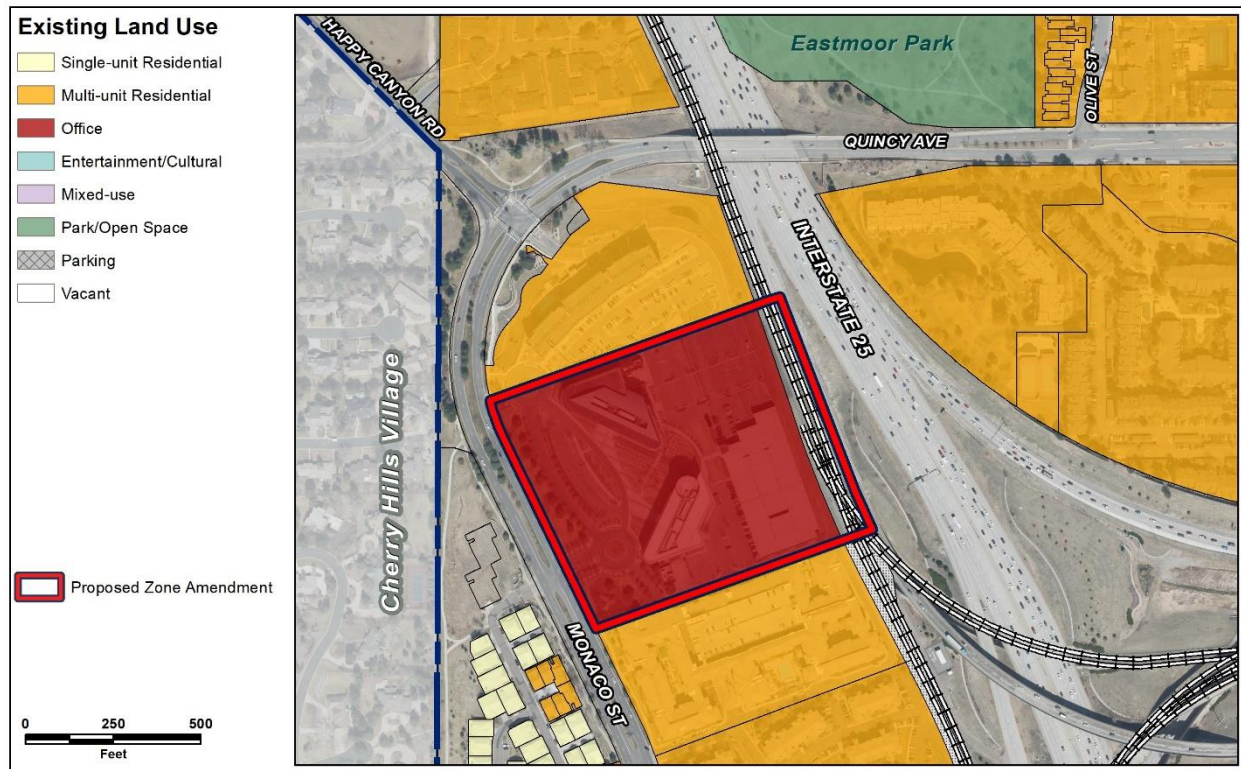 Existing Land Use
Single-unit Residential
Multi-unit Residential
Office
Entertainment/Cultural
Mixed-use
Park/Open Space
Parking
Vacant
Proposed Zone Amendment
0 250 500
Feet
HAPPY CANYON RD
Eastmoor Park
OLIVE ST
QUINCY AVE
INTERSTATE 25
Cherry Hills Village
MONACO ST